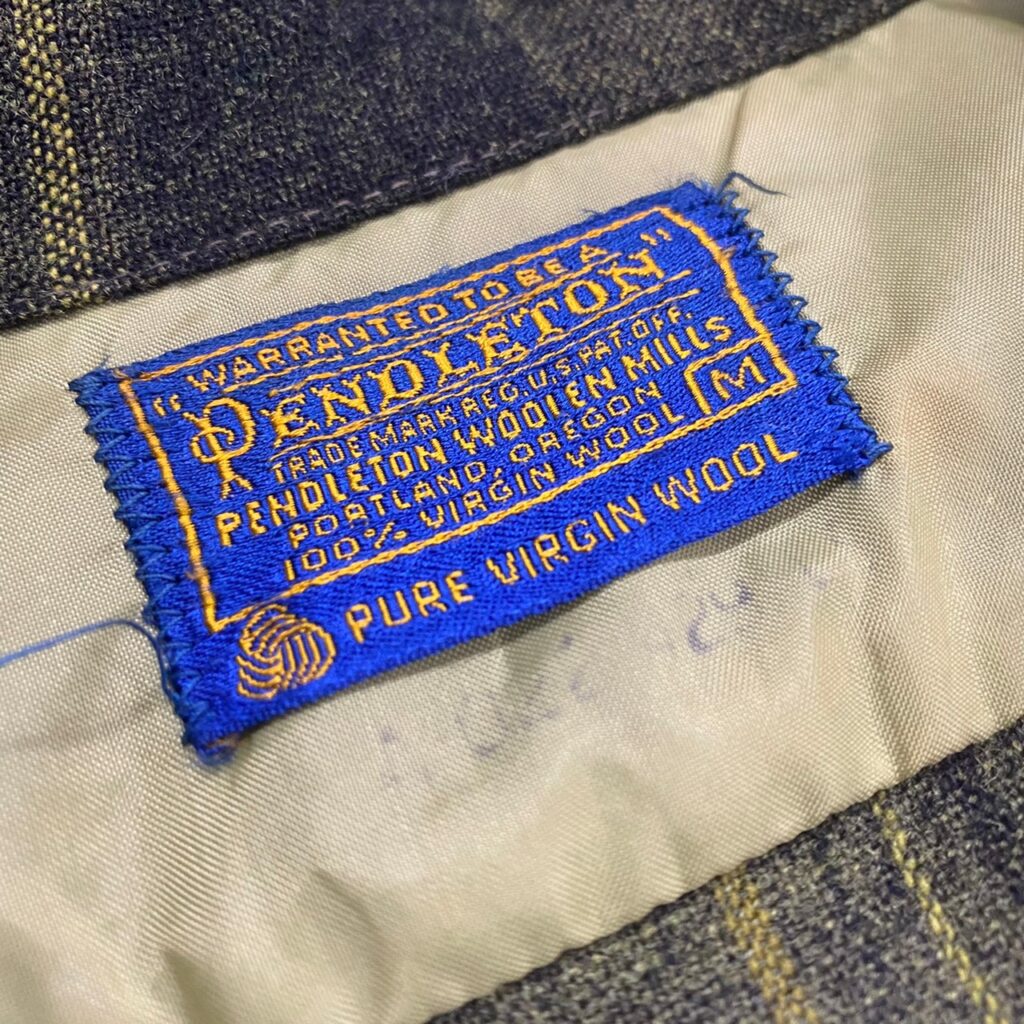 "WARRANTED TO BE A
PENDLETON"
TRADE MARK REG. U.S. PAT. OFF.
PENDLETON WOOLEN MILLS
PORTLAND, OREGON
100% VIRGIN WOOL M
PURE VIRGIN WOOL